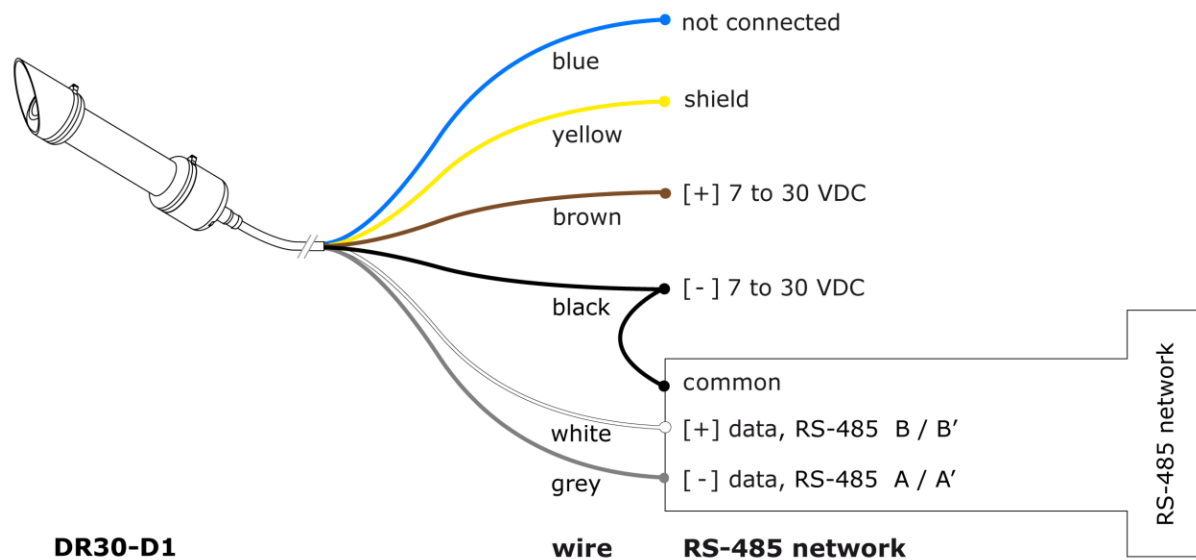 not connected
blue
shield
yellow
[+] 7 to 30 VDC
brown
[-] 7 to 30 VDC
black
common
[+] data, RS-485 B / B’
white
[-] data, RS-485 A / A’
grey
RS-485 network
DR30-D1 wire RS-485 network